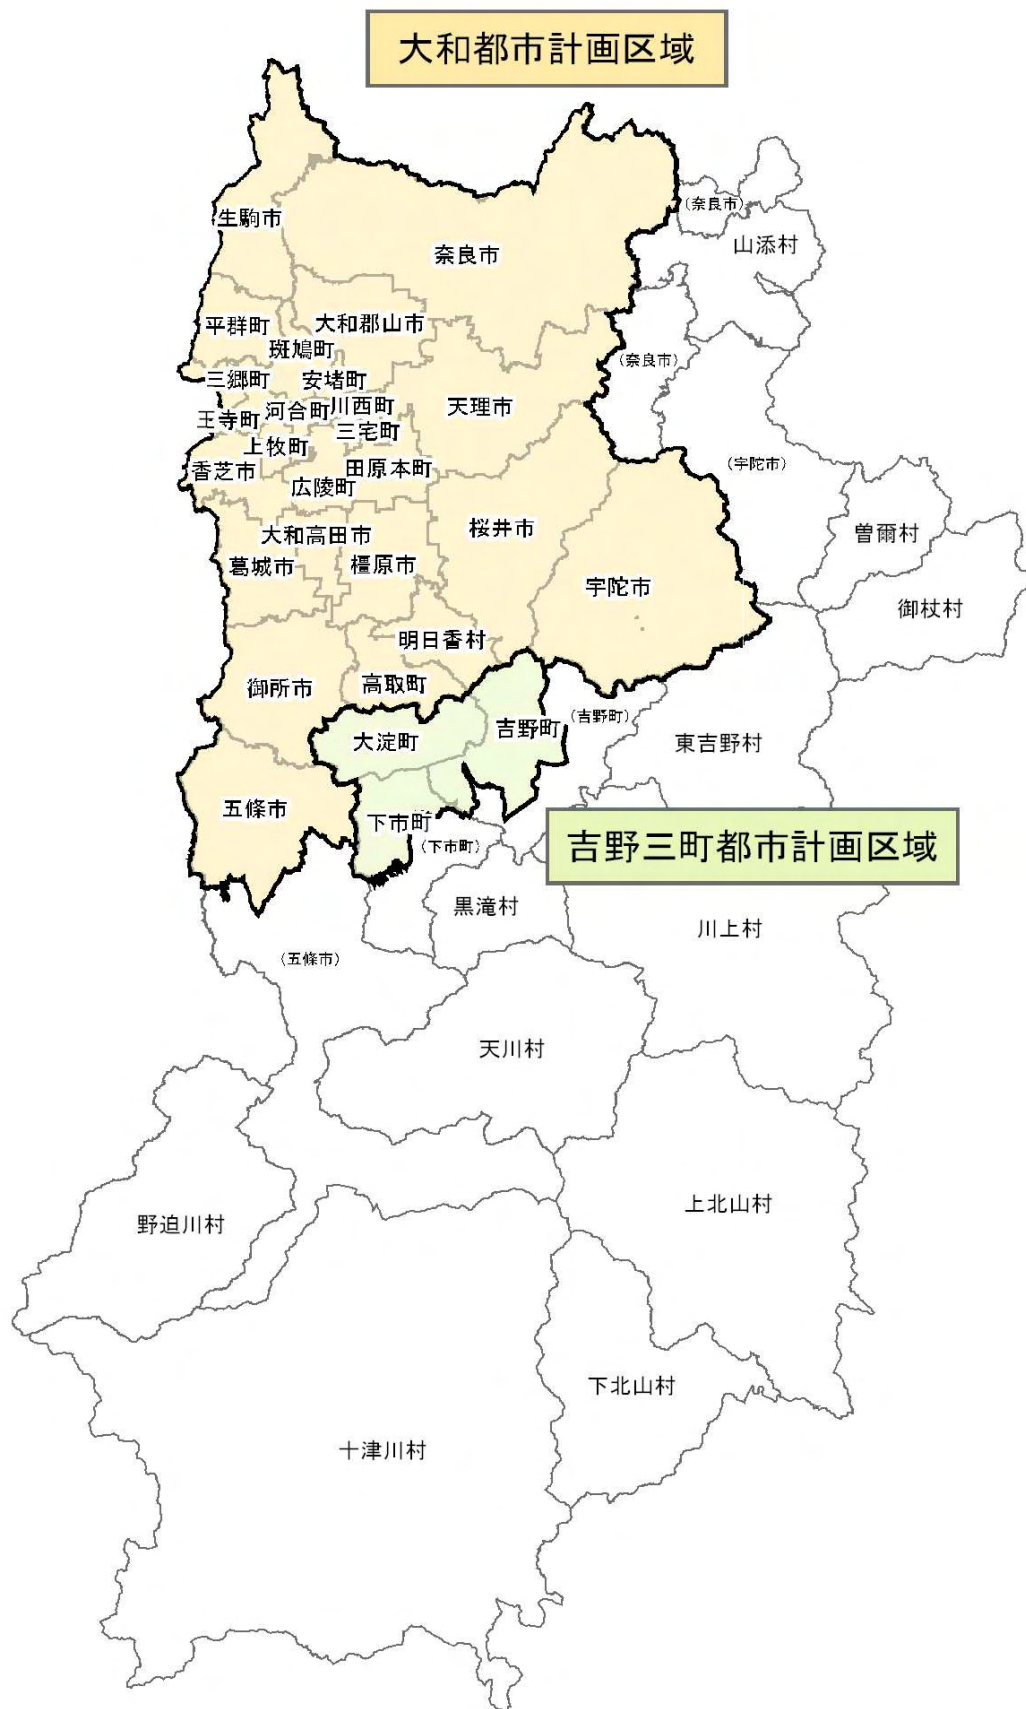 大和都市計画区域
(奈良市)
生駒市
山添村
奈良市
平群町
大和郡山市
斑鳩町
(奈良市)
三郷町
安堵町
天理市
王寺町
河合町
川西町
三宅町
上牧町
香芝市
田原本町
広陵町
(宇陀市)
大和高田市
桜井市
曽爾村
葛城市
橿原市
宇陀市
御杖村
明日香村
御所市
高取町
吉野町
(吉野町)
大淀町
東吉野村
五條市
下市町
(下市町)
吉野三町都市計画区域
黒滝村
川上村
(五條市)
天川村
上北山村
野迫川村
下北山村
十津川村